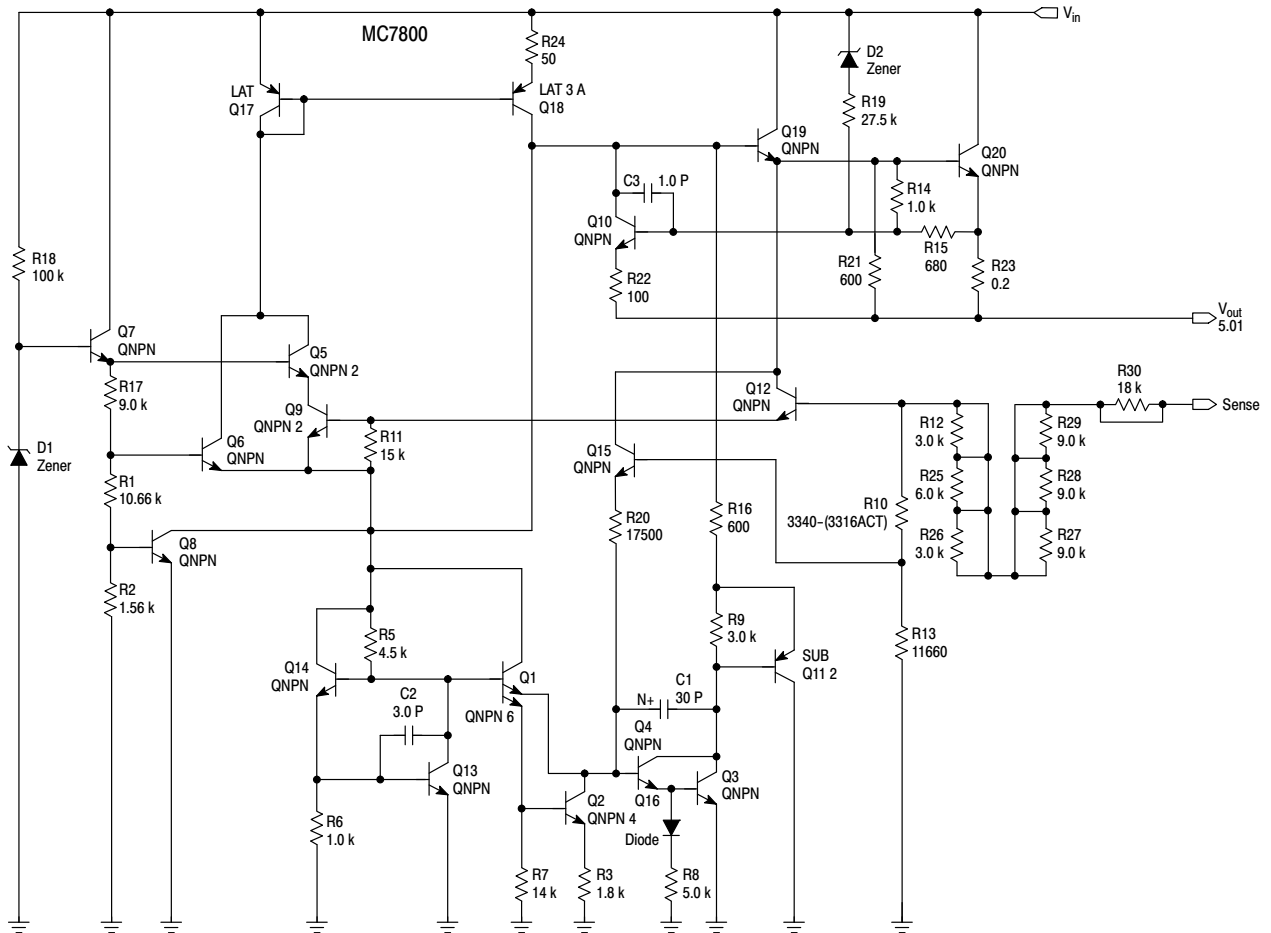 MC7800
Vin
R24
50
D2
Zener
LAT
Q17
LAT 3 A
Q18
R19
27.5 k
Q19
QNPN
Q20
QNPN
C3
1.0 P
R14
1.0 k
Q10
QNPN
R15
680
R18
100 k
R21
600
R23
0.2
R22
100
Vout
5.01
Q7
QNPN
Q5
QNPN 2
R30
18 k
Sense
R17
9.0 k
Q9
QNPN 2
Q12
QNPN
R12
3.0 k
R29
9.0 k
Q6
QNPN
R11
15 k
D1
Zener
Q15
QNPN
R25
6.0 k
R28
9.0 k
R1
10.66 k
R10
3340-(3316ACT)
R20
17500
R16
600
R26
3.0 k
R27
9.0 k
Q8
QNPN
R2
1.56 k
R9
3.0 k
R13
11660
R5
4.5 k
Q14
QNPN
SUB
Q11 2
Q1
QNPN 6
C2
3.0 P
N+
C1
30 P
Q4
QNPN
Q13
QNPN
Q3
QNPN
Q16
Q2
QNPN 4
Diode
R6
1.0 k
R7
14 k
R3
1.8 k
R8
5.0 k